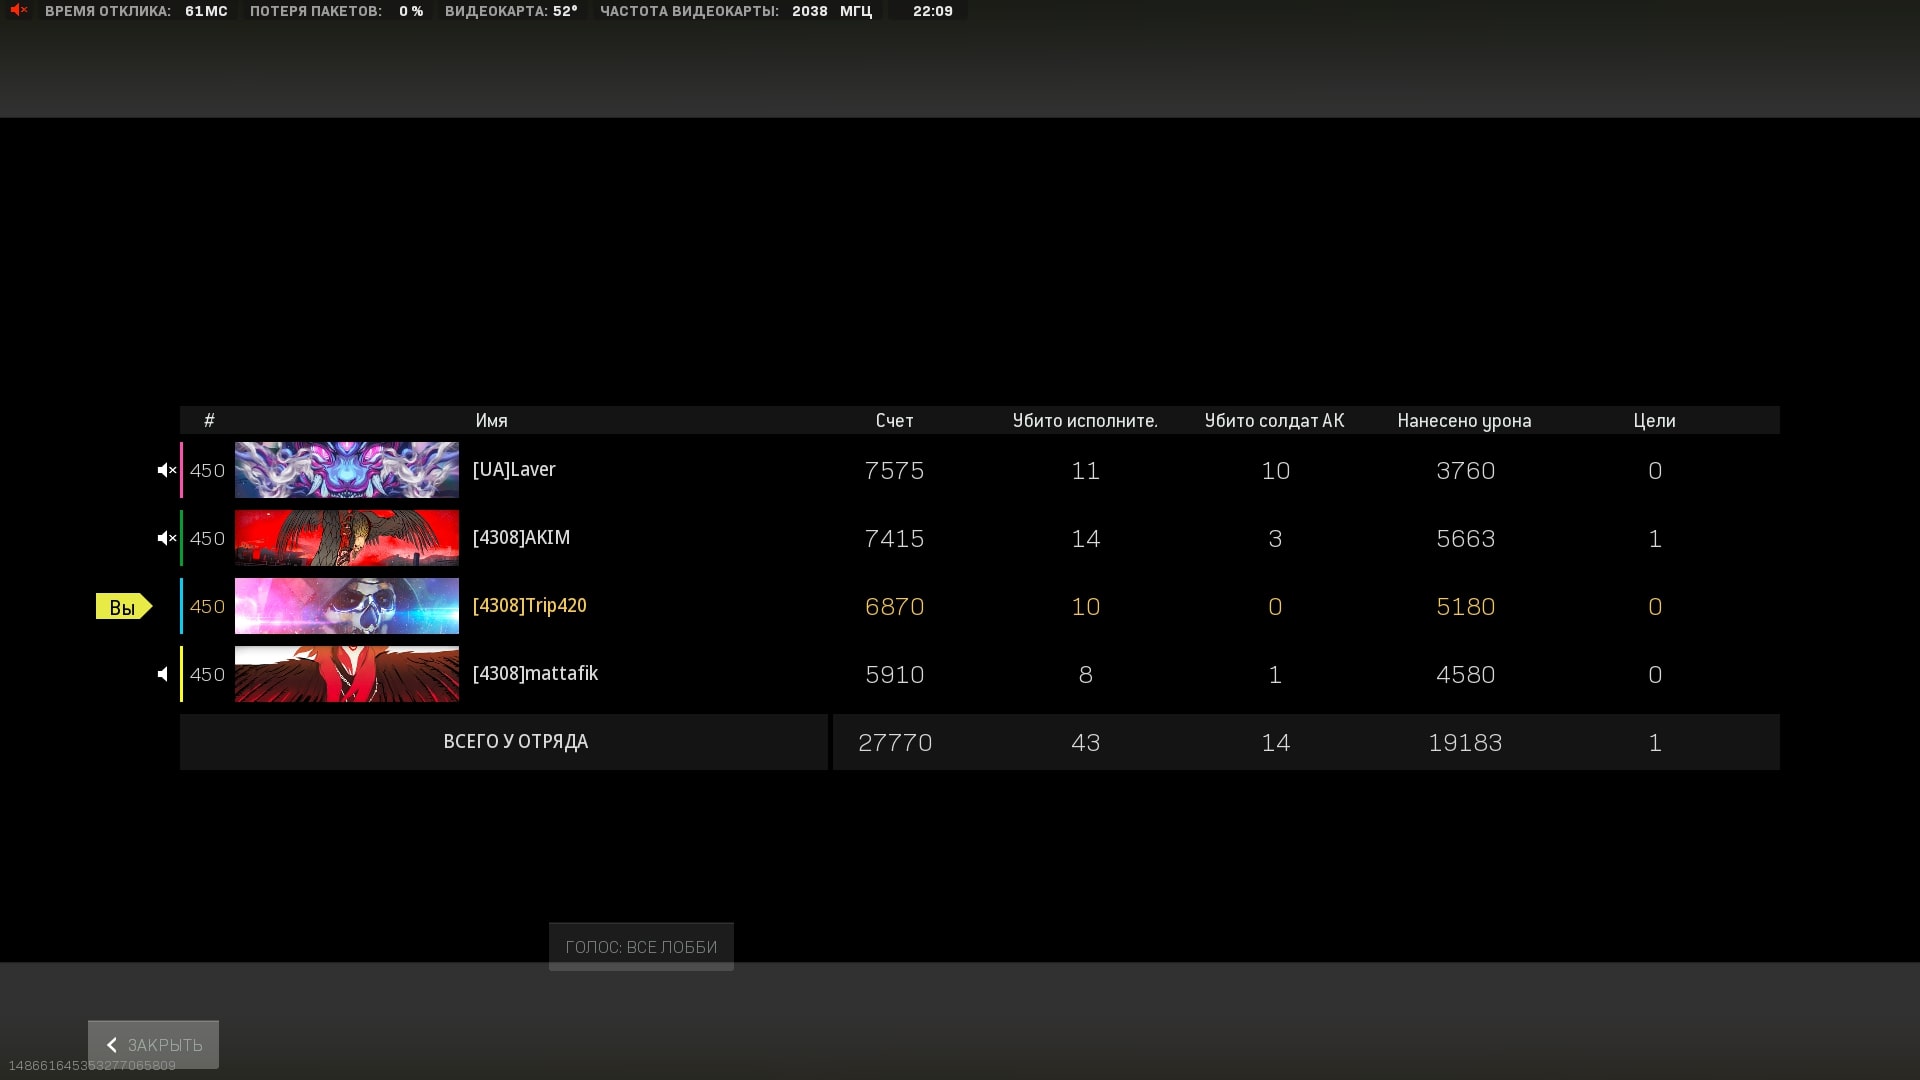 ВРЕМЯ ОТКЛИКА: 61МС ПОТЕРЯ ПАКЕТОВ: 0 % ВИДЕОКАРТА: 52° ЧАСТОТА ВИДЕОКАРТЫ: 2038 МГЦ 22:09
# Имя Счет Убито исполните. Убито солдат АК Нанесено урона Цели
450 [UA]Laver 7575 11 10 3760 0
450 [4308]AKIM 7415 14 3 5663 1
Вы 450 [4308]Trip420 6870 10 0 5180 0
450 [4308]mattafik 5910 8 1 4580 0
ВСЕГО У ОТРЯДА 27770 43 14 19183 1
ГОЛОС: ВСЕ ЛОББИ
ЗАКРЫТЬ
148661645353277065809